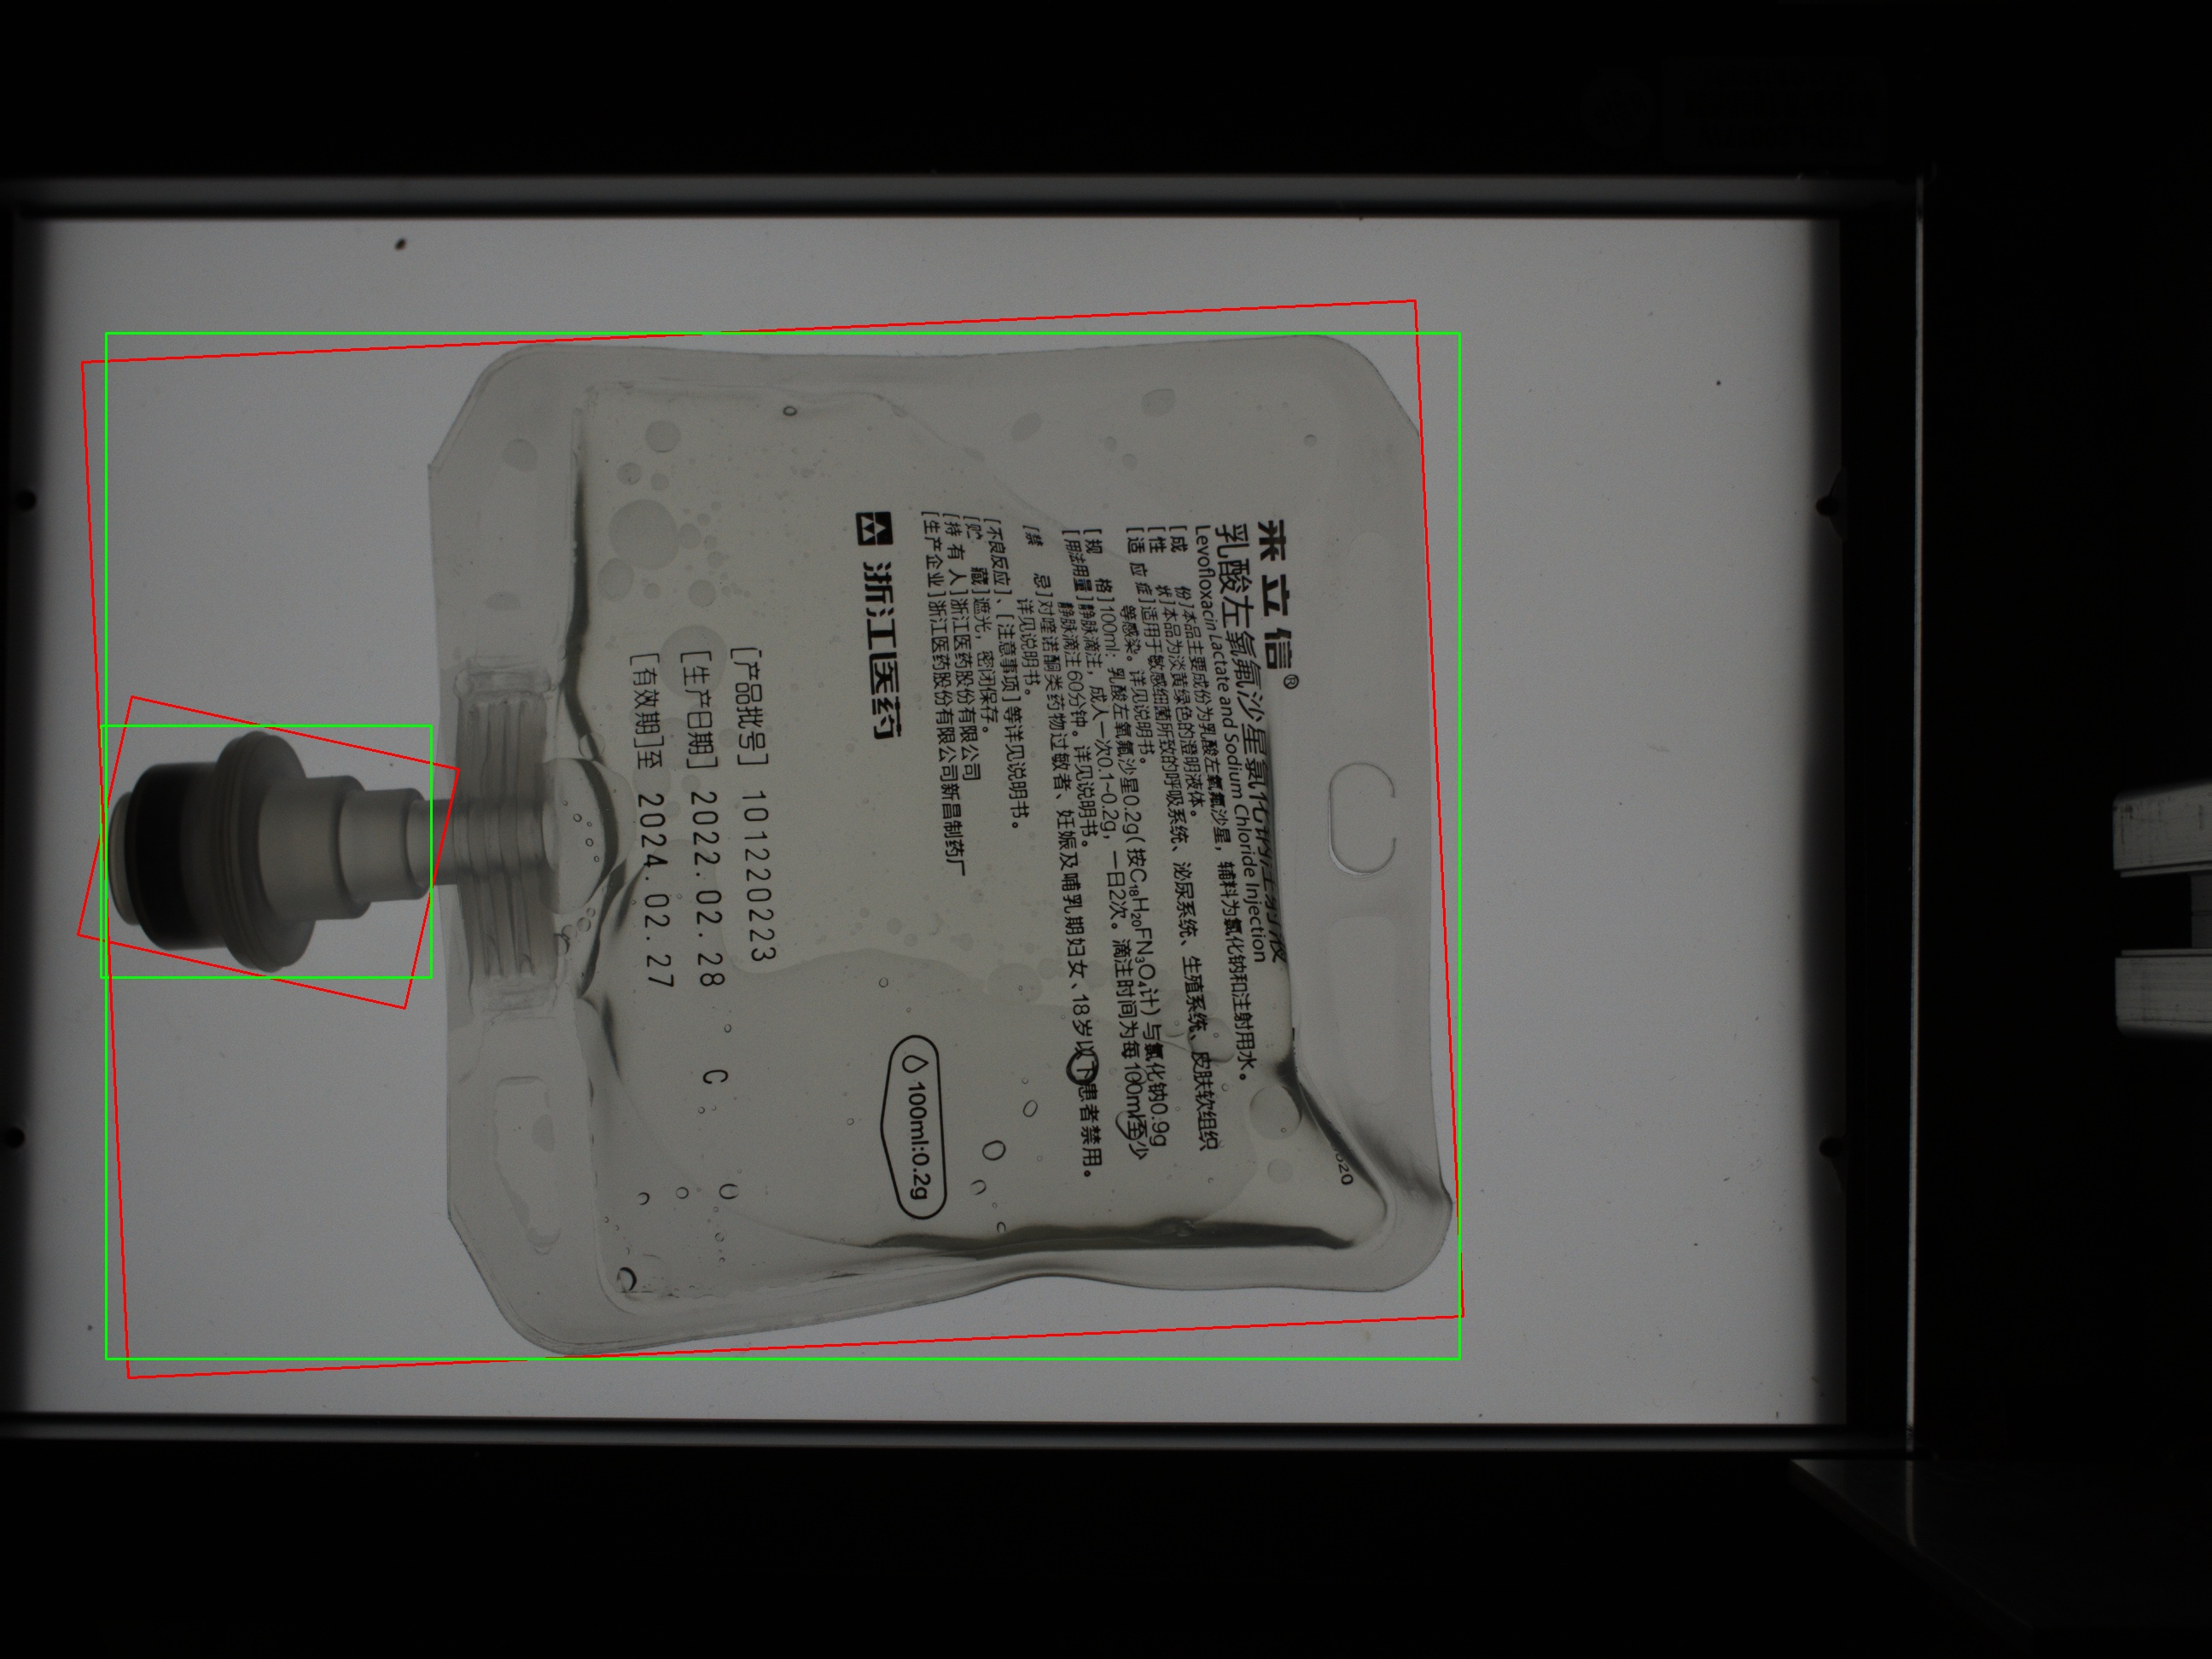 来立信®
乳酸左氧氟沙星氯化钠注射液
Levofloxacin Lactate and Sodium Chloride Injection
[成 份]本品主要成份为乳酸左氧氟沙星，辅料为氯化钠和注射用水。
[性 状]本品为淡黄绿色的澄明液体。
[适 应 症]适用于敏感细菌所致的呼吸系统、泌尿系统、生殖系统、皮肤软组织
等感染。详见说明书。
[规 格]100ml：乳酸左氧氟沙星0.2g(按C₁₈H₂₀FN₃O₄计)与氯化钠0.9g
[用法用量]静脉滴注，成人一次0.1~0.2g，一日2次。滴注时间为每100ml至少
静脉滴注60分钟。详见说明书。
[禁 忌]对喹诺酮类药物过敏者、妊娠及哺乳期妇女、18岁以下患者禁用。
详见说明书。
[不良反应]、[注意事项]等详见说明书。
[贮 藏]遮光，密闭保存。
[持 有 人]浙江医药股份有限公司
[生产企业]浙江医药股份有限公司新昌制药厂
浙江医药
100ml:0.2g
[产品批号] 101220223
[生产日期] 2022.02.28 C
[有效期]至 2024.02.27